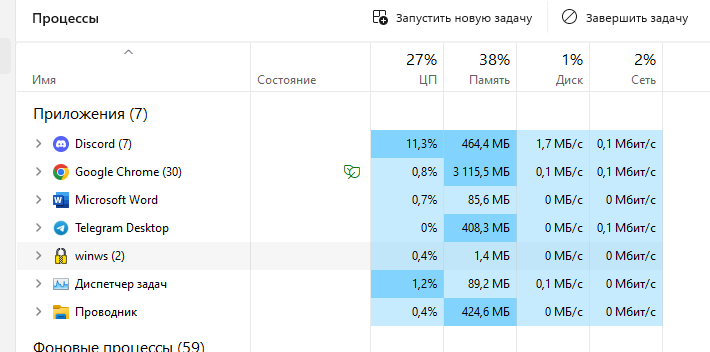 Процессы Запустить новую задачу Завершить задачу
27% 38% 1% 2%
Имя Состояние ЦП Память Диск Сеть
Приложения (7)
Discord (7) 11,3% 464,4 МБ 1,7 МБ/с 0,1 Мбит/с
Google Chrome (30) 0,8% 3 115,5 МБ 0,1 МБ/с 0,1 Мбит/с
Microsoft Word 0,7% 85,6 МБ 0 МБ/с 0 Мбит/с
Telegram Desktop 0% 408,3 МБ 0 МБ/с 0,1 Мбит/с
winws (2) 0,4% 1,4 МБ 0 МБ/с 0 Мбит/с
Диспетчер задач 1,2% 89,2 МБ 0,1 МБ/с 0 Мбит/с
Проводник 0,4% 424,6 МБ 0 МБ/с 0 Мбит/с
Фоновые процессы (59)